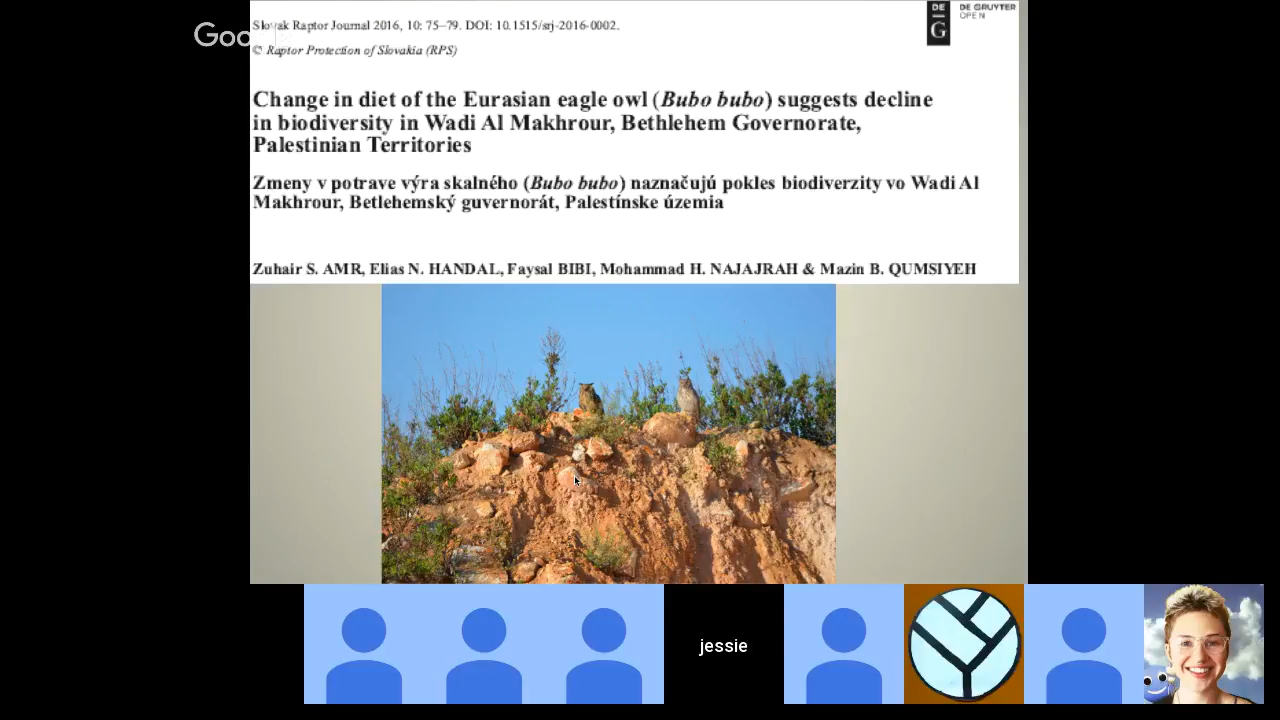 Slovak Raptor Journal 2016, 10: 75–79. DOI: 10.1515/srj-2016-0002.
© Raptor Protection of Slovakia (RPS)
DE
G
DE GRUYTER
OPEN
Goo
Change in diet of the Eurasian eagle owl (Bubo bubo) suggests decline
in biodiversity in Wadi Al Makhrour, Bethlehem Governorate,
Palestinian Territories
Zmeny v potrave výra skalného (Bubo bubo) naznačujú pokles biodiverzity vo Wadi Al
Makhrour, Betlehemský guvernorát, Palestínske územia
Zuhair S. AMR, Elias N. HANDAL, Faysal BIBI, Mohammad H. NAJAJRAH & Mazin B. QUMSIYEH
jessie